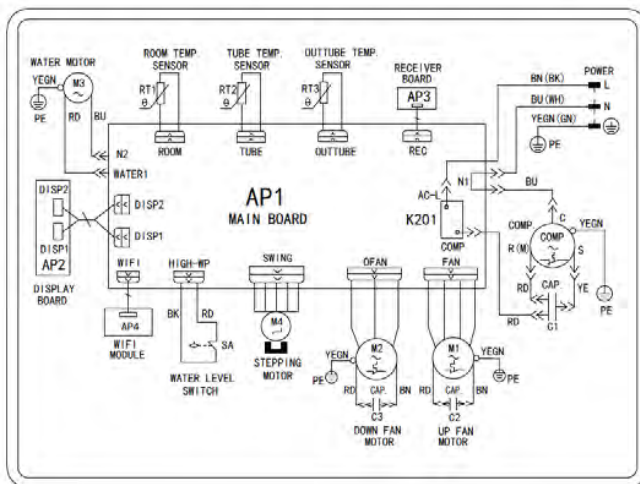 ROOM TEMP. SENSOR
TUBE TEMP. SENSOR
OUTTUBE TEMP. SENSOR
RECEIVER BOARD
POWER
WATER MOTOR
YEGN
M3
PE
RD
BU
RT1
θ
RT2
θ
RT3
θ
AP3
BN(BK)
L
BU(WH)
N
YEGN(GN)
PE
ROOM
TUBE
OUTTUBE
REC
N2
WATER1
N1
BU
AC-L
AP1
MAIN BOARD
K201
COMP
DISP2
DISP1
AP2
DISPLAY BOARD
DISP2
DISP1
COMP.
C
YEGN
COMP
R(M)
S
PE
RD
YE
CAP.
C1
RD
WIFI
HIGH-WP
SWING
OFAN
FAN
AP4
WIFI MODULE
BK
RD
SA
WATER LEVEL SWITCH
M4
STEPPING MOTOR
YEGN
M2
PE
RD
BN
CAP.
C3
DOWN FAN MOTOR
M1
YEGN
PE
RD
BN
CAP.
C2
UP FAN MOTOR